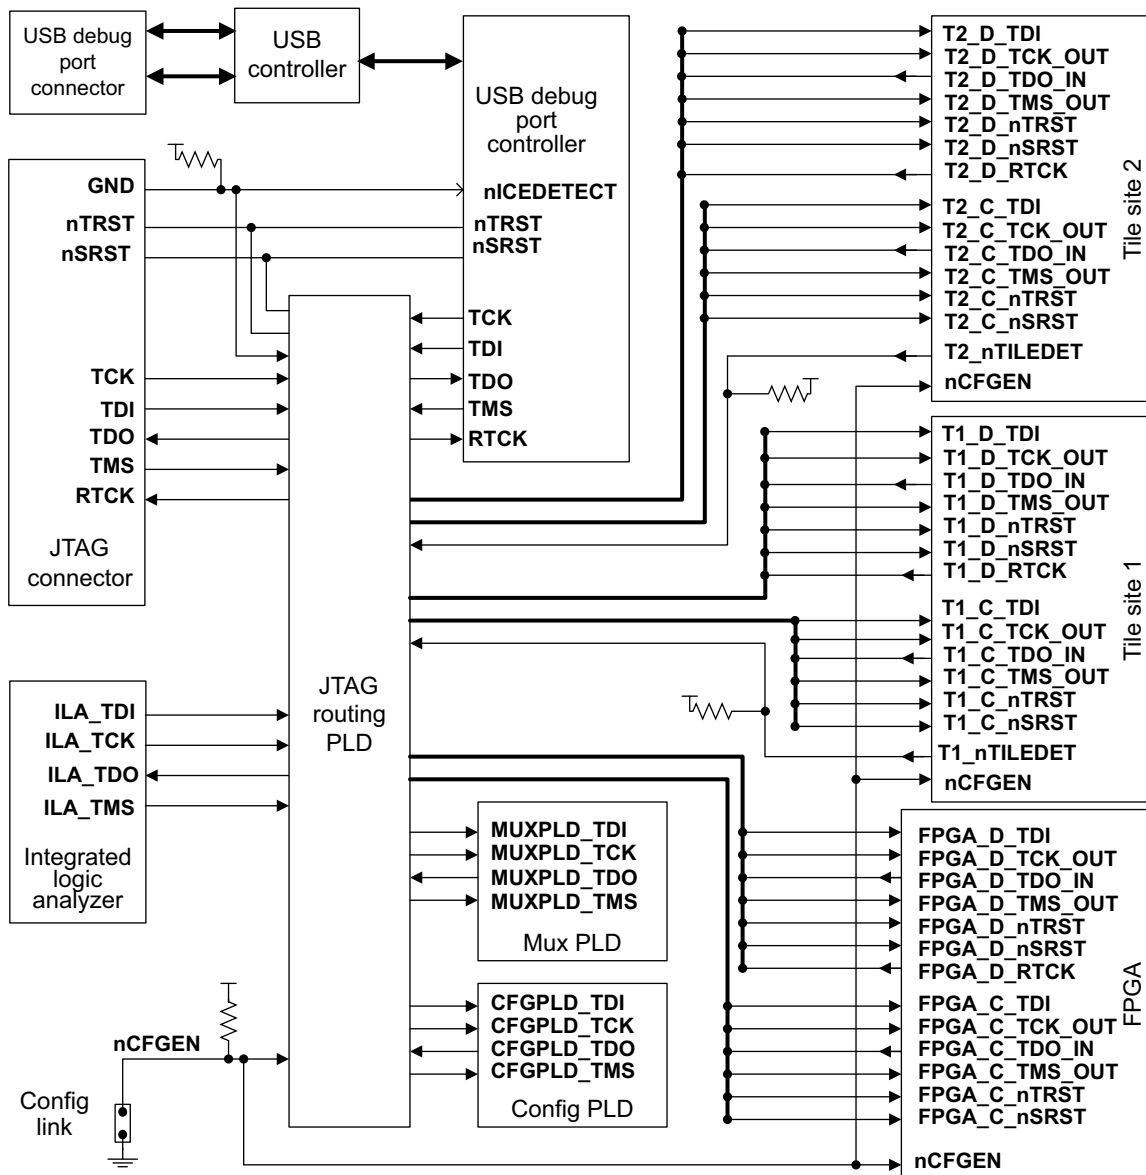 USB debug
port
connector
USB
controller
USB debug
port
controller
nICEDETECT
nTRST
nSRST
TCK
TDI
TDO
TMS
RTCK
GND
nTRST
nSRST
TCK
TDI
TDO
TMS
RTCK
JTAG
connector
ILA_TDI
ILA_TCK
ILA_TDO
ILA_TMS
Integrated
logic
analyzer
nCFGEN
Config
link
JTAG
routing
PLD
MUXPLD_TDI
MUXPLD_TCK
MUXPLD_TDO
MUXPLD_TMS
Mux PLD
CFGPLD_TDI
CFGPLD_TCK
CFGPLD_TDO
CFGPLD_TMS
Config PLD
T2_D_TDI
T2_D_TCK_OUT
T2_D_TDO_IN
T2_D_TMS_OUT
T2_D_nTRST
T2_D_nSRST
T2_D_RTCK
T2_C_TDI
T2_C_TCK_OUT
T2_C_TDO_IN
T2_C_TMS_OUT
T2_C_nTRST
T2_C_nSRST
T2_nTILEDET
nCFGEN
Tile site 2
T1_D_TDI
T1_D_TCK_OUT
T1_D_TDO_IN
T1_D_TMS_OUT
T1_D_nTRST
T1_D_nSRST
T1_D_RTCK
T1_C_TDI
T1_C_TCK_OUT
T1_C_TDO_IN
T1_C_TMS_OUT
T1_C_nTRST
T1_C_nSRST
T1_nTILEDET
nCFGEN
Tile site 1
FPGA_D_TDI
FPGA_D_TCK_OUT
FPGA_D_TDO_IN
FPGA_D_TMS_OUT
FPGA_D_nTRST
FPGA_D_nSRST
FPGA_D_RTCK
FPGA_C_TDI
FPGA_C_TCK_OUT
FPGA_C_TDO_IN
FPGA_C_TMS_OUT
FPGA_C_nTRST
FPGA_C_nSRST
nCFGEN
FPGA